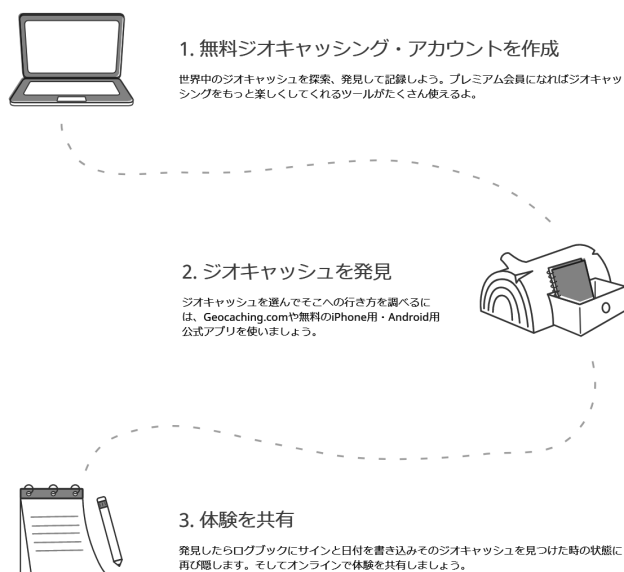 1. 無料ジオキャッシング・アカウントを作成
世界中のジオキャッシュを探索、発見して記録しよう。プレミアム会員になればジオキャッ
シングをもっと楽しくしてくれるツールがたくさん使えるよ。
2. ジオキャッシュを発見
ジオキャッシュを選んでそこへの行き方を調べるに
は、Geocaching.comや無料のiPhone用・Android用
公式アプリを使いましょう。
3. 体験を共有
発見したらログブックにサインと日付を書き込みそのジオキャッシュを見つけた時の状態に
再び隠します。そしてオンラインで体験を共有しましょう。